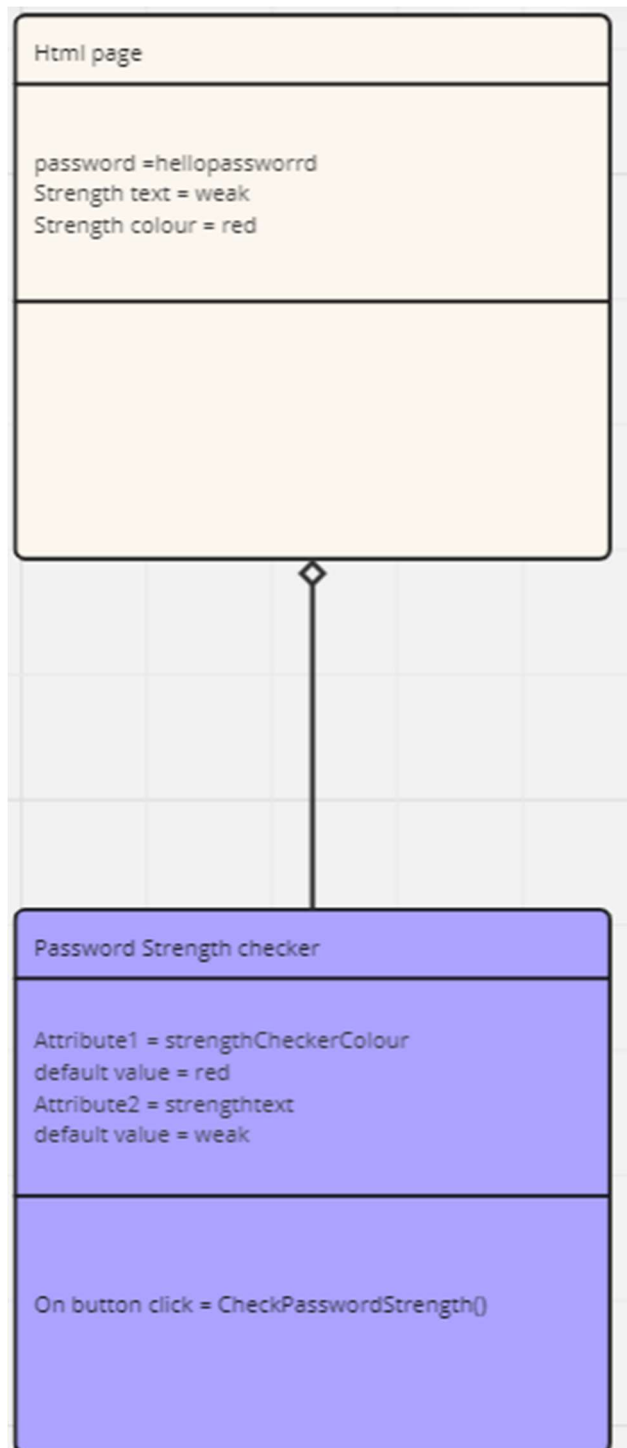 Html page
password =hellopassworrd
Strength text = weak
Strength colour = red
Password Strength checker
Attribute1 = strengthCheckerColour
default value = red
Attribute2 = strengthtext
default value = weak
On button click = CheckPasswordStrength()